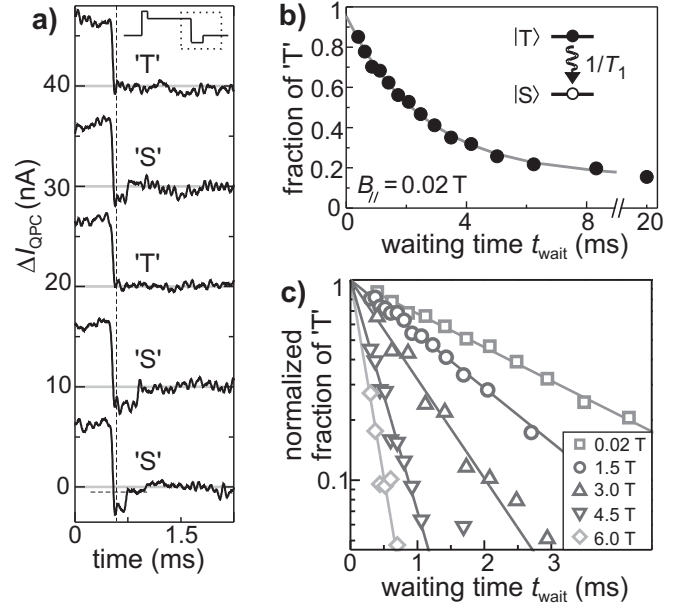 a)
ΔI_QPC (nA)
40
30
20
10
0
'T'
'S'
'T'
'S'
'S'
0
1.5
time (ms)
b)
fraction of 'T'
1
0.8
0.6
0.4
0.2
0
|T⟩
1/T₁
|S⟩
B_// = 0.02 T
0
4
8
20
waiting time t_wait (ms)
c)
normalized
fraction of 'T'
1
0.1
0.02 T
1.5 T
3.0 T
4.5 T
6.0 T
0
1
2
3
waiting time t_wait (ms)